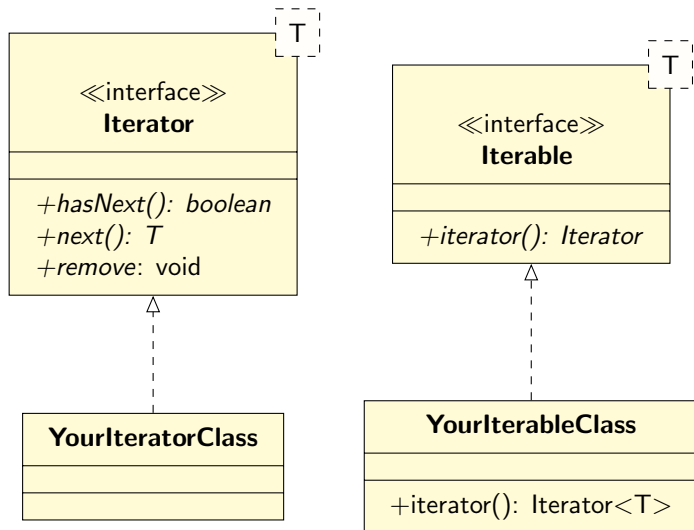 T
≪interface≫
Iterator
+hasNext(): boolean
+next(): T
+remove: void
YourIteratorClass
T
≪interface≫
Iterable
+iterator(): Iterator
YourIterableClass
+iterator(): Iterator<T>